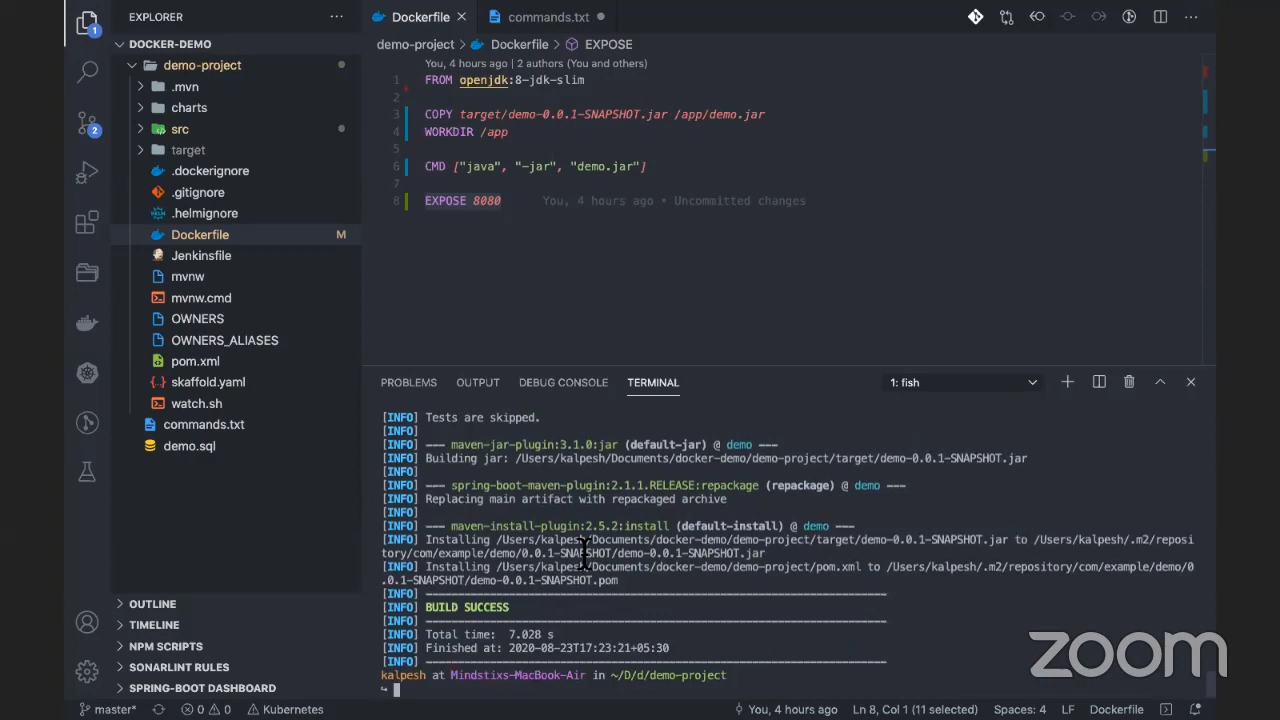 EXPLORER
DOCKER-DEMO
demo-project
.mvn
charts
src
target
.dockerignore
.gitignore
.helmignore
Dockerfile M
Jenkinsfile
mvnw
mvnw.cmd
OWNERS
OWNERS_ALIASES
pom.xml
skaffold.yaml
watch.sh
commands.txt
demo.sql
OUTLINE
TIMELINE
NPM SCRIPTS
SONARLINT RULES
SPRING-BOOT DASHBOARD
1
2
Dockerfile commands.txt
demo-project > Dockerfile > EXPOSE
You, 4 hours ago | 2 authors (You and others)
1 FROM openjdk:8-jdk-slim
2
3 COPY target/demo-0.0.1-SNAPSHOT.jar /app/demo.jar
4 WORKDIR /app
5
6 CMD ["java", "-jar", "demo.jar"]
7
8 EXPOSE 8080 You, 4 hours ago • Uncommitted changes
PROBLEMS OUTPUT DEBUG CONSOLE TERMINAL 1: fish
[INFO] Tests are skipped.
[INFO]
[INFO] --- maven-jar-plugin:3.1.0:jar (default-jar) @ demo ---
[INFO] Building jar: /Users/kalpesh/Documents/docker-demo/demo-project/target/demo-0.0.1-SNAPSHOT.jar
[INFO]
[INFO] --- spring-boot-maven-plugin:2.1.1.RELEASE:repackage (repackage) @ demo ---
[INFO] Replacing main artifact with repackaged archive
[INFO]
[INFO] --- maven-install-plugin:2.5.2:install (default-install) @ demo ---
[INFO] Installing /Users/kalpesh/Documents/docker-demo/demo-project/target/demo-0.0.1-SNAPSHOT.jar to /Users/kalpesh/.m2/reposi
tory/com/example/demo/0.0.1-SNAPSHOT/demo-0.0.1-SNAPSHOT.jar
[INFO] Installing /Users/kalpesh/Documents/docker-demo/demo-project/pom.xml to /Users/kalpesh/.m2/repository/com/example/demo/0
.0.1-SNAPSHOT/demo-0.0.1-SNAPSHOT.pom
[INFO] ------------------------------------------------------------------------
[INFO] BUILD SUCCESS
[INFO] ------------------------------------------------------------------------
[INFO] Total time: 7.028 s
[INFO] Finished at: 2020-08-23T17:23:21+05:30
[INFO] ------------------------------------------------------------------------
kalpesh at Mindstixs-MacBook-Air in ~/D/d/demo-project
zoom
master* 0 0 Kubernetes You, 4 hours ago Ln 8, Col 1 (11 selected) Spaces: 4 LF Dockerfile